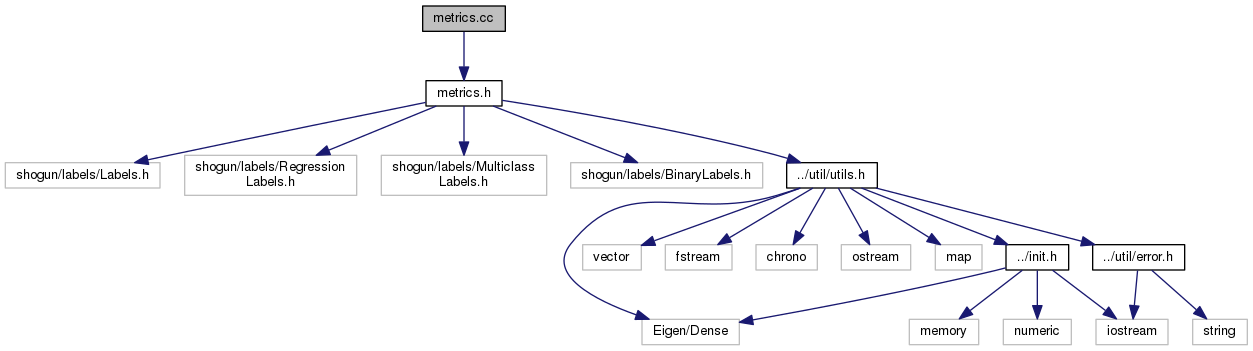 metrics.cc
metrics.h
shogun/labels/Labels.h
shogun/labels/Regression
Labels.h
shogun/labels/Multiclass
Labels.h
shogun/labels/BinaryLabels.h
../util/utils.h
vector
fstream
chrono
ostream
map
../init.h
../util/error.h
Eigen/Dense
memory
numeric
iostream
string